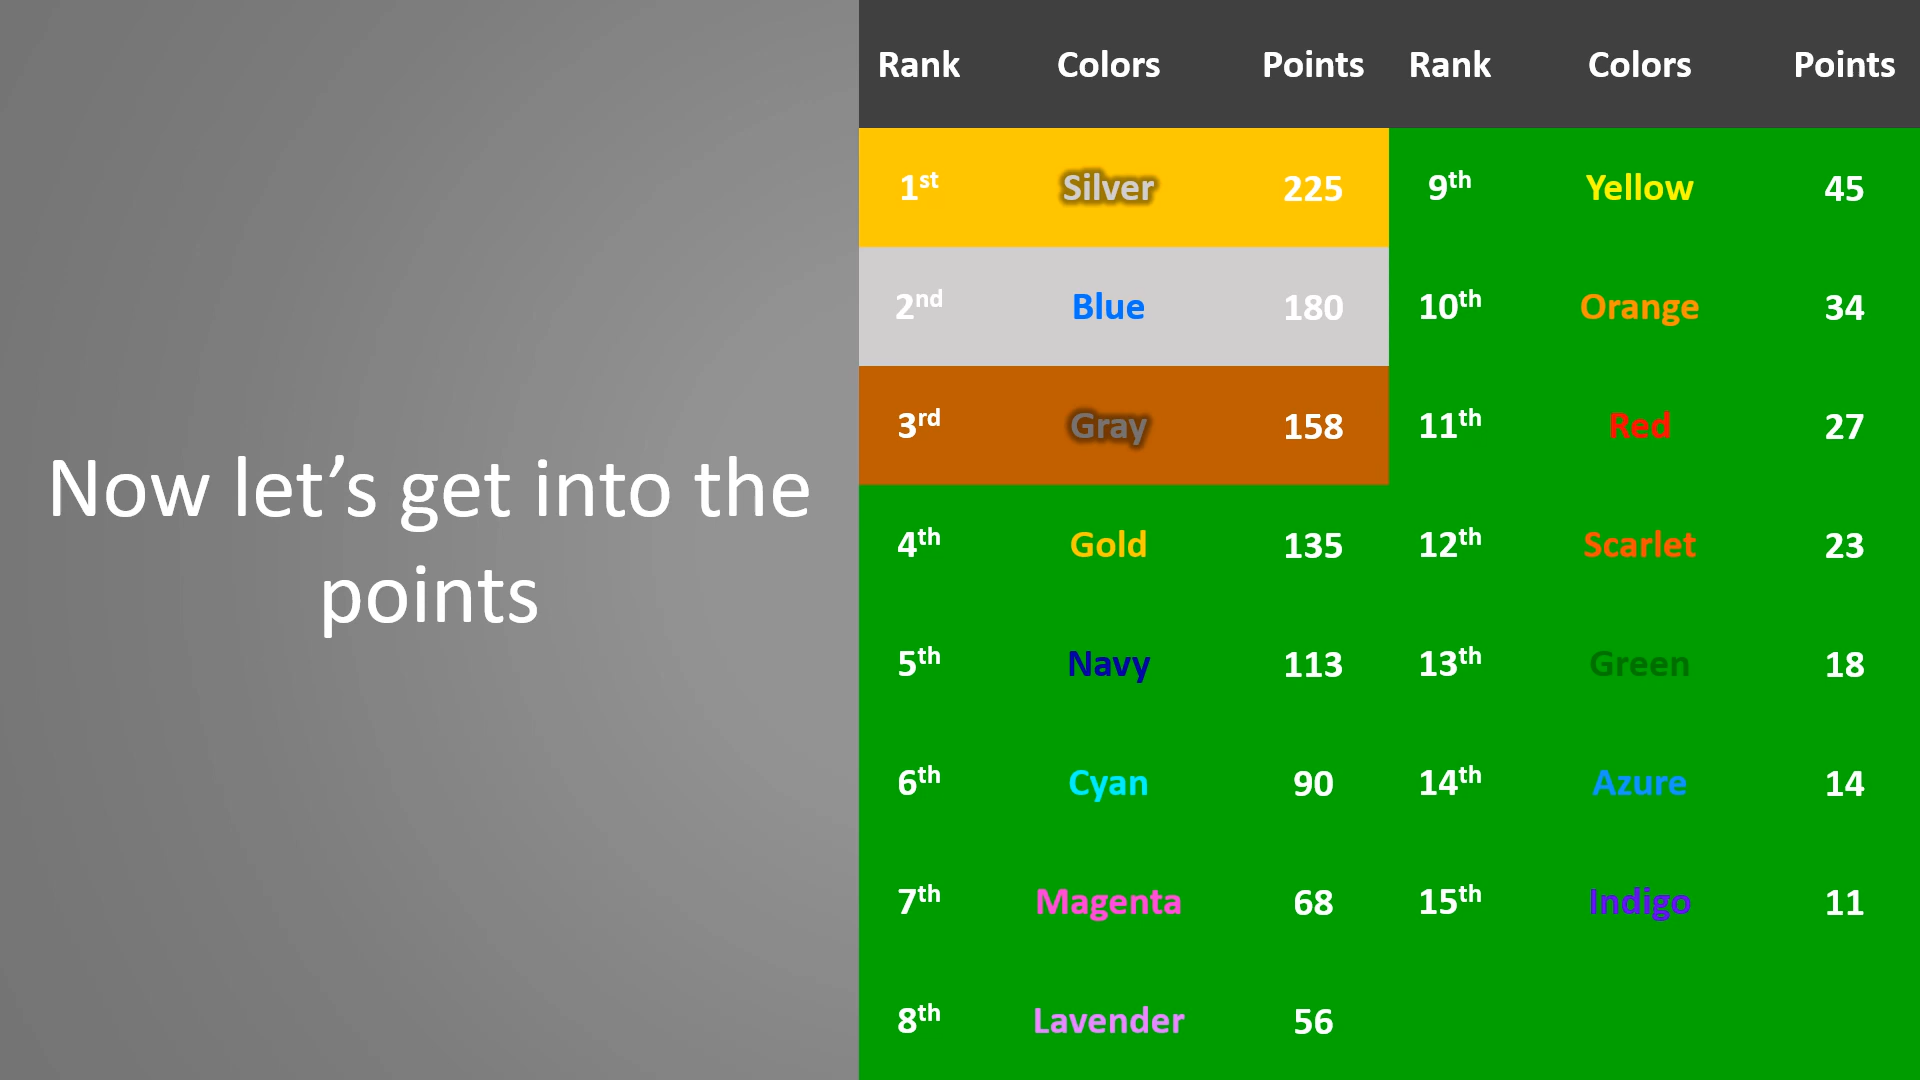 Now let’s get into the
points
Rank Colors Points Rank Colors Points
1st Silver 225 9th Yellow 45
2nd Blue 180 10th Orange 34
3rd Gray 158 11th Red 27
4th Gold 135 12th Scarlet 23
5th Navy 113 13th Green 18
6th Cyan 90 14th Azure 14
7th Magenta 68 15th Indigo 11
8th Lavender 56